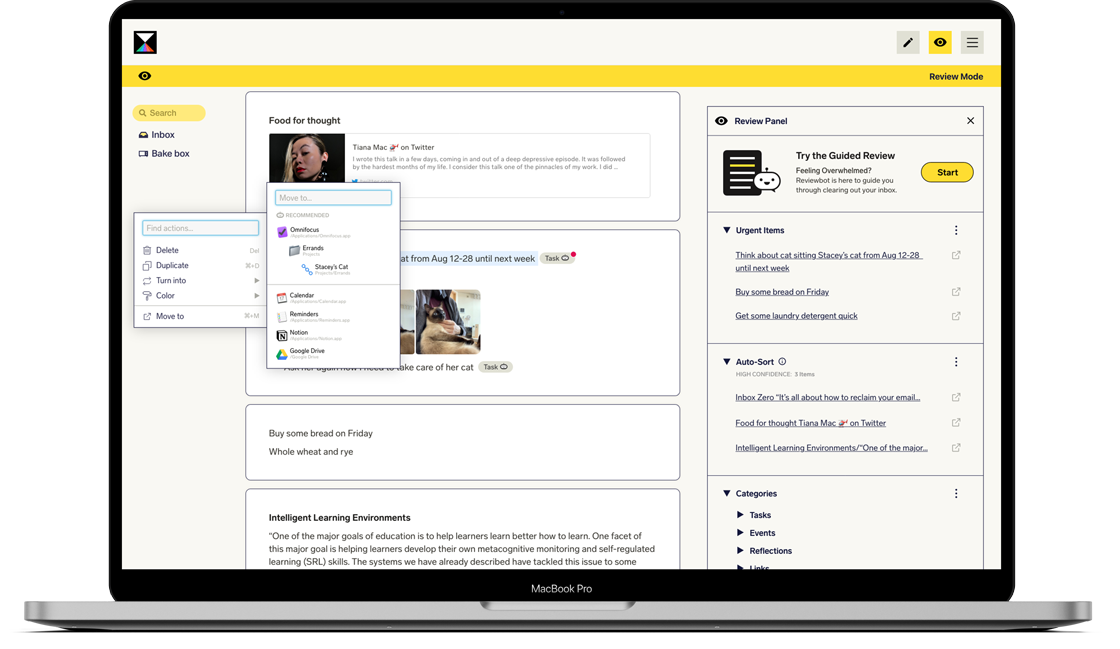 Review Mode
Search
Inbox
Bake box
Food for thought
Tiana Mac on Twitter
I wrote this talk in a few days, coming in and out of a deep depressive episode. It was followed
by the hardest months of my life. I consider this talk one of the pinnacles of my work. I did ...
Find actions...
Delete
Del
Duplicate
⌘+D
Turn into
Color
Move to
⌘+M
Move to...
RECOMMENDED
Omnifocus
/Applications/Omnifocus.app
Errands
Projects
Stacey's Cat
Projects/Errands
Calendar
/Applications/Calendar.app
Reminders
/Applications/Reminders.app
Notion
/Applications/Notion.app
Google Drive
/Google Drive
cat from Aug 12-28 until next week
Task
take care of her cat
Task
Buy some bread on Friday
Whole wheat and rye
Intelligent Learning Environments
"One of the major goals of education is to help learners learn better how to learn. One facet of
this major goal is helping learners develop their own metacognitive monitoring and self-regulated
learning (SRL) skills. The systems we have already described have tackled this issue to some
Review Panel
Try the Guided Review
Feeling Overwhelmed?
Reviewbot is here to guide you
through clearing out your inbox.
Start
Urgent Items
Think about cat sitting Stacey's cat from Aug 12-28
until next week
Buy some bread on Friday
Get some laundry detergent quick
Auto-Sort
HIGH CONFIDENCE: 3 Items
Inbox Zero "It's all about how to reclaim your email...
Food for thought Tiana Mac on Twitter
Intelligent Learning Environments/"One of the major...
Categories
Tasks
Events
Reflections
Links
MacBook Pro